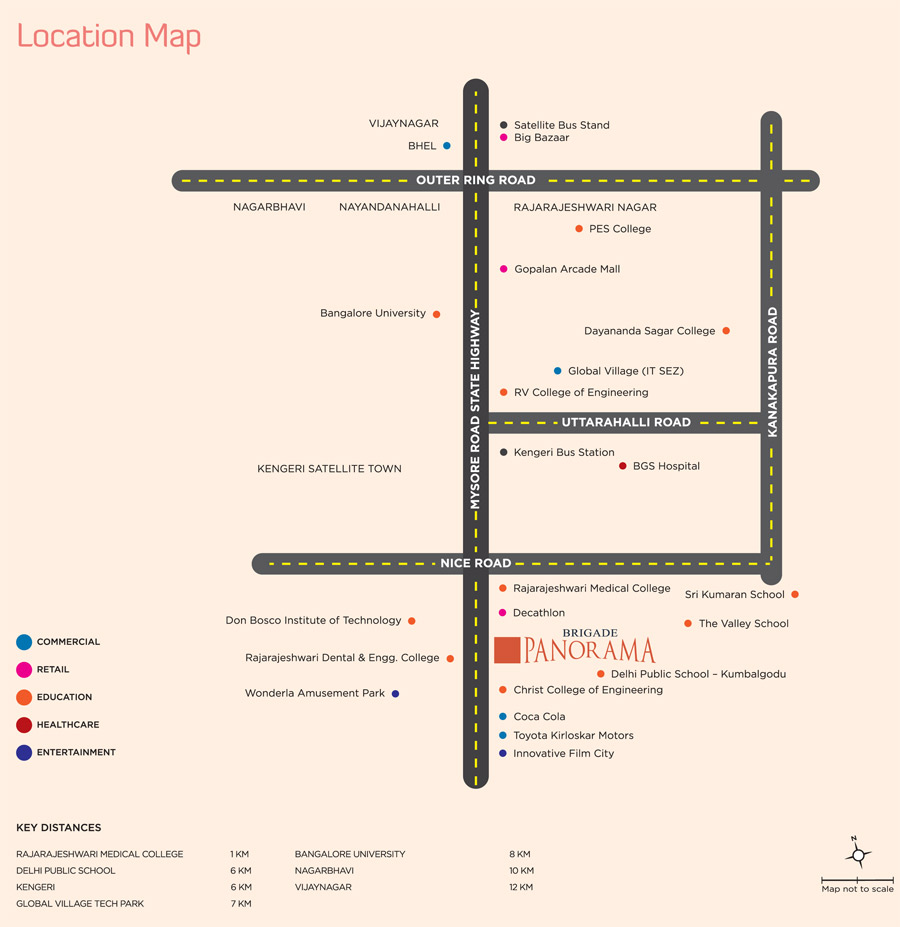 Location Map
VIJAYNAGAR
Satellite Bus Stand
Big Bazaar
BHEL
OUTER RING ROAD
NAGARBHAVI
NAYANDANAHALLI
RAJARAJESHWARI NAGAR
PES College
Gopalan Arcade Mall
Bangalore University
Dayananda Sagar College
MYSORE ROAD STATE HIGHWAY
KANAKAPURA ROAD
Global Village (IT SEZ)
RV College of Engineering
UTTARAHALLI ROAD
Kengeri Bus Station
BGS Hospital
KENGERI SATELLITE TOWN
NICE ROAD
Rajarajeshwari Medical College
Sri Kumaran School
Decathlon
Don Bosco Institute of Technology
The Valley School
BRIGADE
PANORAMA
Rajarajeshwari Dental & Engg. College
Delhi Public School – Kumbalgodu
Christ College of Engineering
Wonderla Amusement Park
Coca Cola
Toyota Kirloskar Motors
Innovative Film City
COMMERCIAL
RETAIL
EDUCATION
HEALTHCARE
ENTERTAINMENT
KEY DISTANCES
RAJARAJESHWARI MEDICAL COLLEGE 1 KM
DELHI PUBLIC SCHOOL 6 KM
KENGERI 6 KM
GLOBAL VILLAGE TECH PARK 7 KM
BANGALORE UNIVERSITY 8 KM
NAGARBHAVI 10 KM
VIJAYNAGAR 12 KM
N
Map not to scale